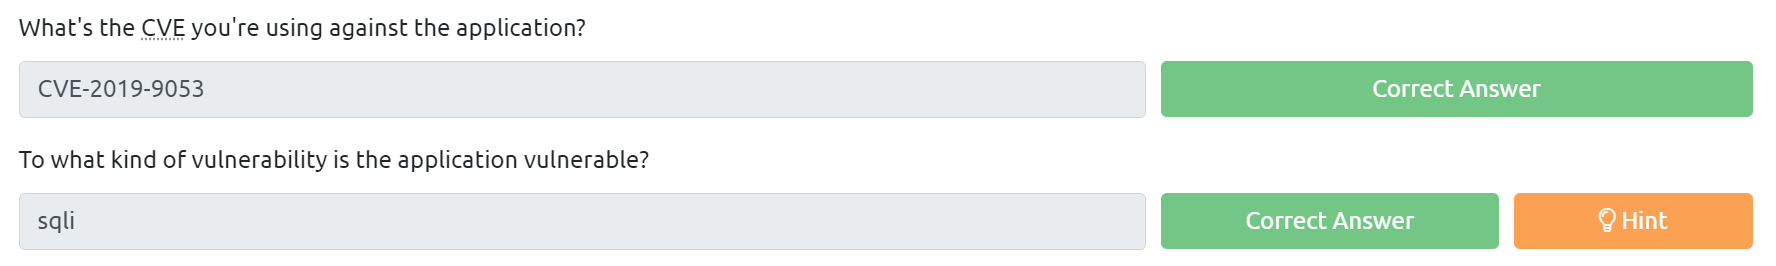 What's the CVE you're using against the application?
CVE-2019-9053
Correct Answer
To what kind of vulnerability is the application vulnerable?
sqli
Correct Answer
Hint